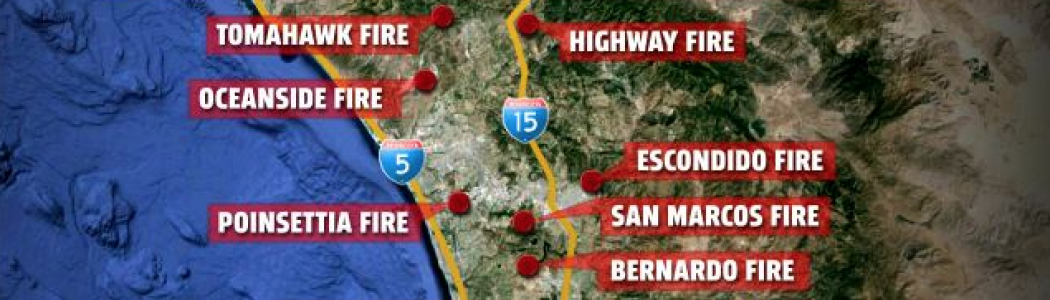 TOMAHAWK FIRE
HIGHWAY FIRE
OCEANSIDE FIRE
15
5
ESCONDIDO FIRE
POINSETTIA FIRE
SAN MARCOS FIRE
BERNARDO FIRE